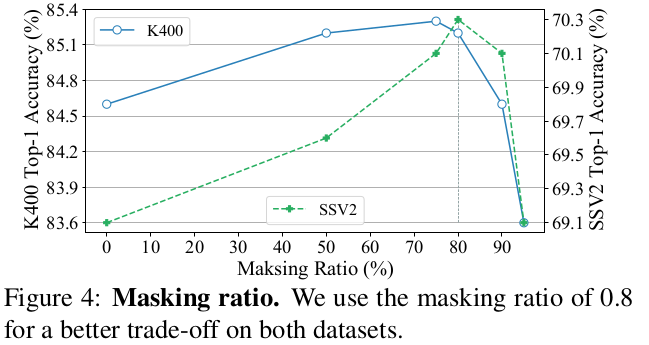 85.4
85.1
84.8
84.5
84.2
83.9
83.6
K400 Top-1 Accuracy (%)
K400
SSV2
70.3
70.1
69.9
69.7
69.5
69.3
69.1
SSV2 Top-1 Accuracy (%)
0 10 20 30 40 50 60 70 80 90
Maksing Ratio (%)
Figure 4: Masking ratio. We use the masking ratio of 0.8
for a better trade-off on both datasets.